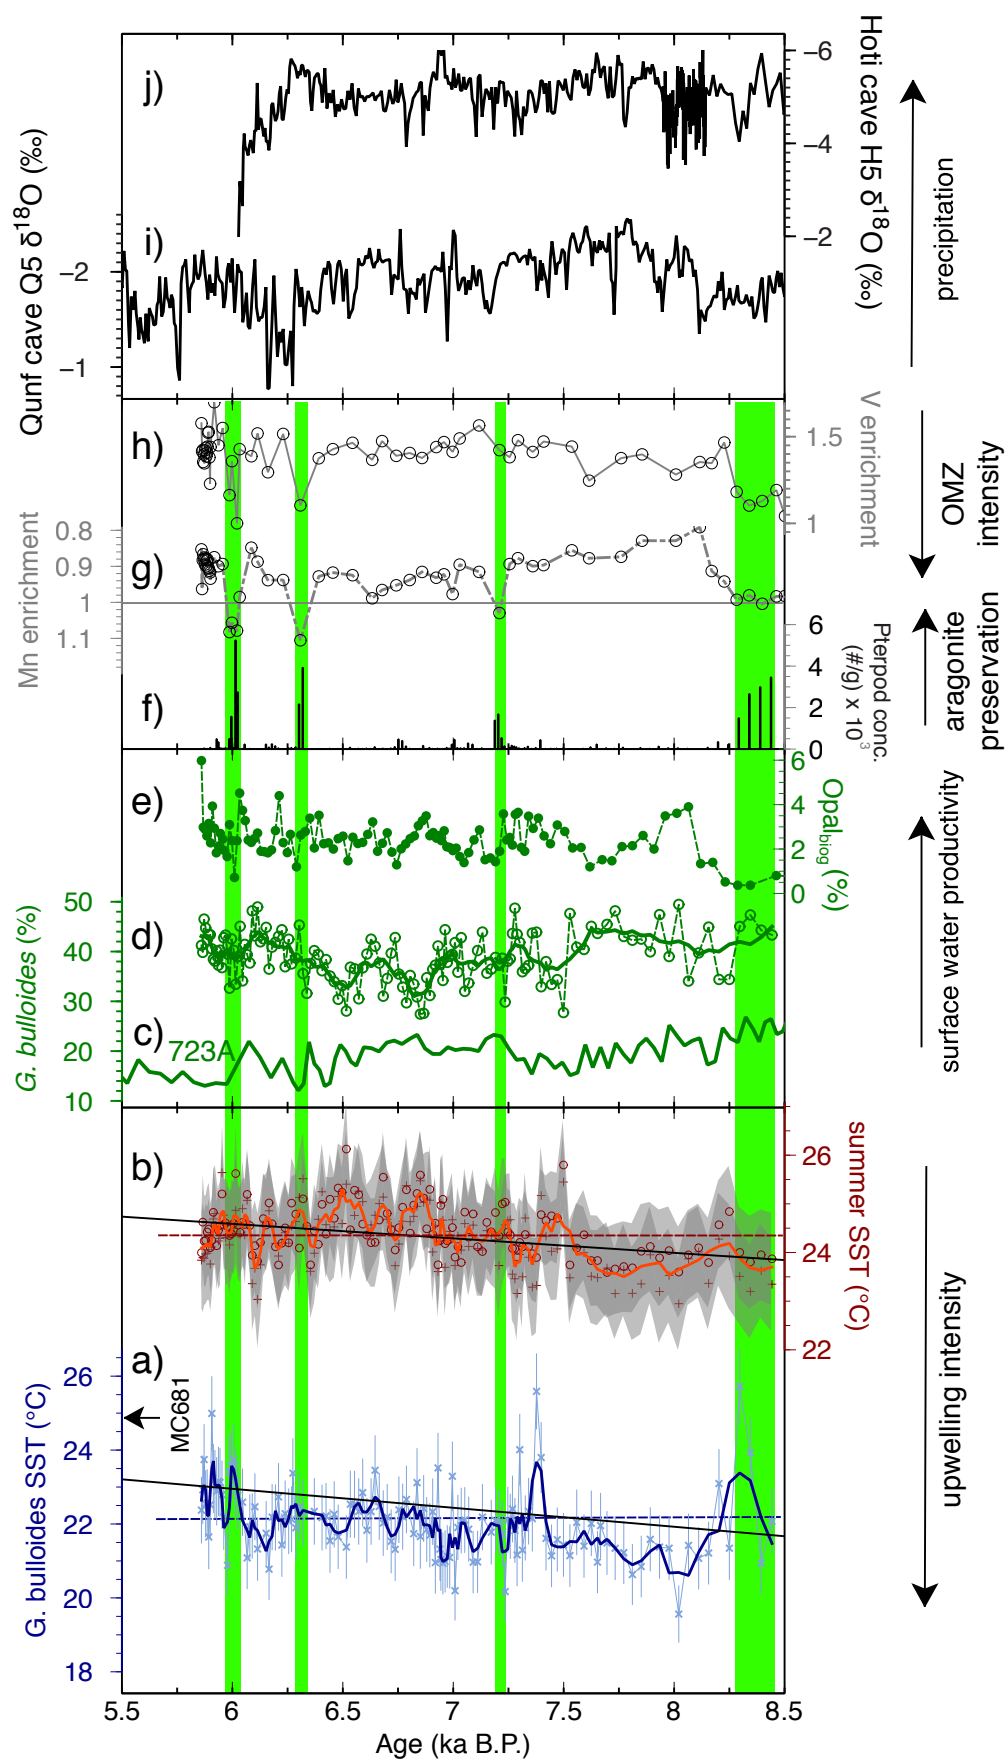 j)
i)
h)
g)
f)
e)
d)
c)
723A
b)
a)
MC681
Qunf cave Q5 δ18O (‰)
−2
−1
Hoti cave H5 δ18O (‰)
−6
−4
−2
precipitation
V enrichment
1.5
1
OMZ
intensity
Mn enrichment
0.8
0.9
1
1.1
Pterpod conc.
(#/g) x 10^3
6
4
2
0
aragonite
preservation
Opalbiog (%)
6
4
2
0
surface water productivity
G. bulloides (%)
50
40
30
20
10
summer SST (°C)
26
24
22
G. bulloides SST (°C)
26
24
22
20
18
upwelling intensity
5.5 6 6.5 7 7.5 8 8.5
Age (ka B.P.)